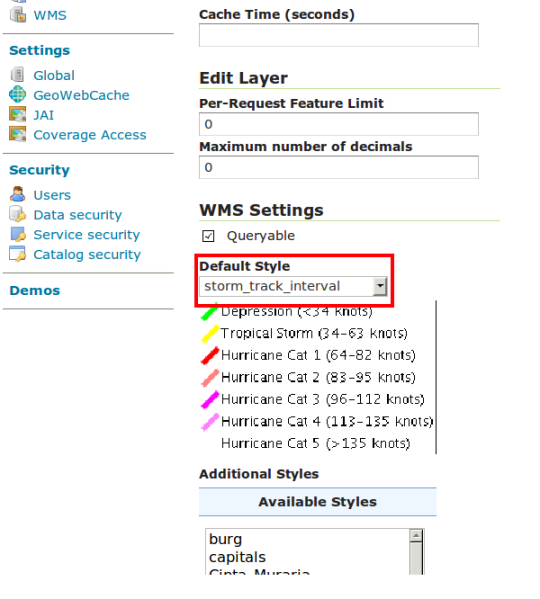 WMS
Settings
Global
GeoWebCache
JAI
Coverage Access
Security
Users
Data security
Service security
Catalog security
Demos
Cache Time (seconds)
Edit Layer
Per-Request Feature Limit
0
Maximum number of decimals
0
WMS Settings
Queryable
Default Style
storm_track_interval
Depression (<34 knots)
Tropical Storm (34-63 knots)
Hurricane Cat 1 (64-82 knots)
Hurricane Cat 2 (83-95 knots)
Hurricane Cat 3 (96-112 knots)
Hurricane Cat 4 (113-135 knots)
Hurricane Cat 5 (>135 knots)
Additional Styles
Available Styles
burg
capitals
Cinta_Muraria